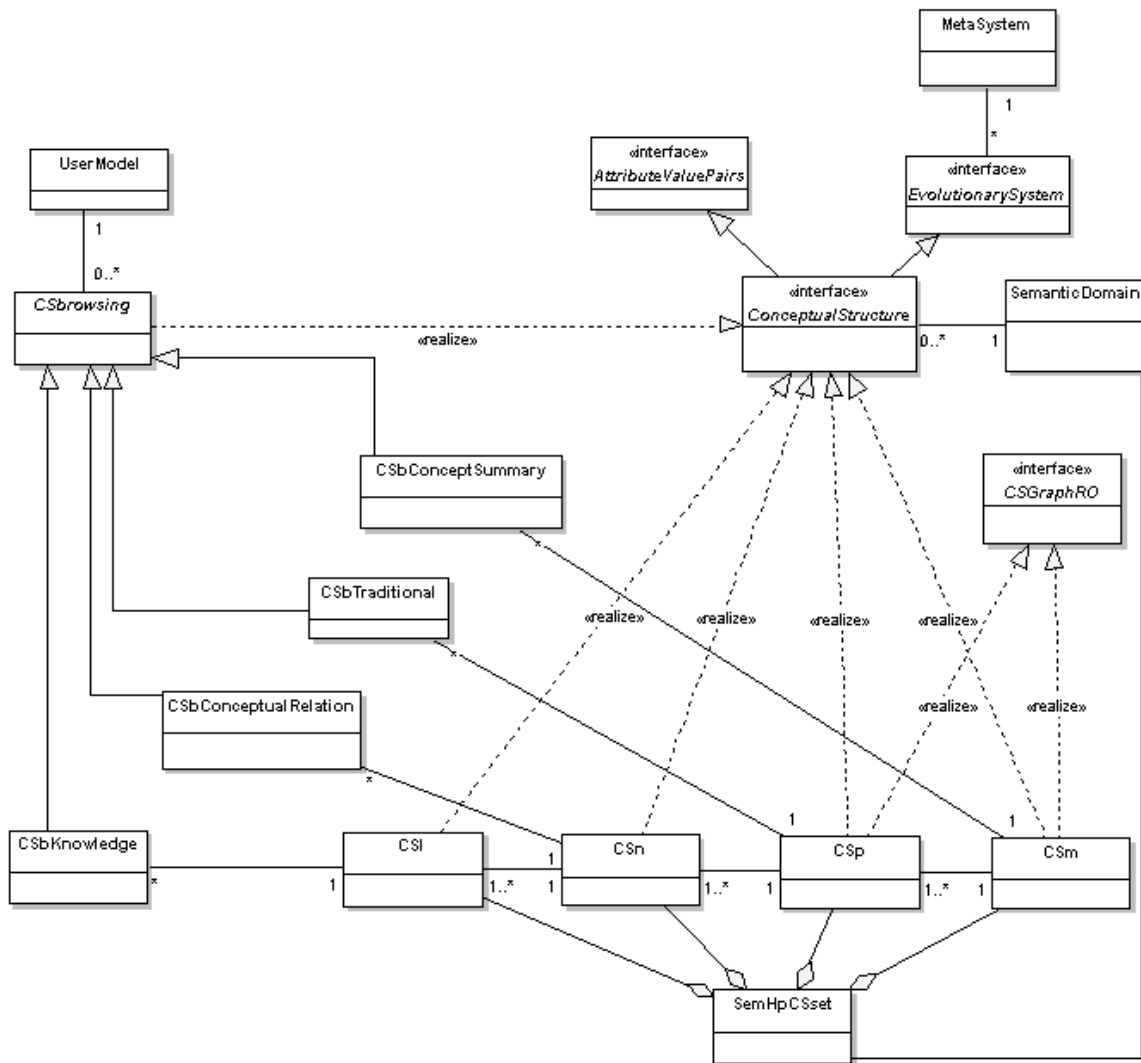 MetaSystem
1
*
«interface»
AttributeValuePairs
«interface»
EvolutionarySystem
UserModel
1
0..*
CSbrowsing
«realize»
«interface»
ConceptualStructure
0..*
1
SemanticDomain
CSbConceptSummary
*
«interface»
CSGraphRO
CSbTraditional
*
«realize»
«realize»
«realize»
«realize»
CSbConceptualRelation
*
«realize»
«realize»
CSbKnowledge
*
1
CSl
1..*
1
1
CSn
1..*
1
1
CSp
1..*
1
1
CSm
SemHpCSset